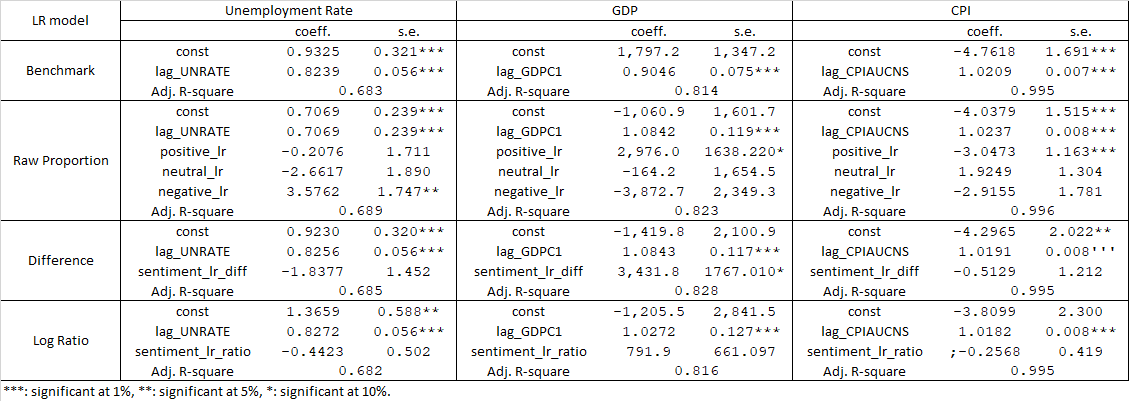 LR model Unemployment Rate GDP CPI
coeff. s.e. coeff. s.e. coeff. s.e.
Benchmark
const 0.9325 0.321*** const 1,797.2 1,347.2 const -4.7618 1.691***
lag_UNRATE 0.8239 0.056*** lag_GDPC1 0.9046 0.075*** lag_CPIAUCNS 1.0209 0.007***
Adj. R-square 0.683 Adj. R-square 0.814 Adj. R-square 0.995
Raw Proportion
const 0.7069 0.239*** const -1,060.9 1,601.7 const -4.0379 1.515***
lag_UNRATE 0.7069 0.239*** lag_GDPC1 1.0842 0.119*** lag_CPIAUCNS 1.0237 0.008***
positive_lr -0.2076 1.711 positive_lr 2,976.0 1638.220* positive_lr -3.0473 1.163***
neutral_lr -2.6617 1.890 neutral_lr -164.2 1,654.5 neutral_lr 1.9249 1.304
negative_lr 3.5762 1.747** negative_lr -3,872.7 2,349.3 negative_lr -2.9155 1.781
Adj. R-square 0.689 Adj. R-square 0.823 Adj. R-square 0.996
Difference
const 0.9230 0.320*** const -1,419.8 2,100.9 const -4.2965 2.022**
lag_UNRATE 0.8256 0.056*** lag_GDPC1 1.0843 0.117*** lag_CPIAUCNS 1.0191 0.008'''
sentiment_lr_diff -1.8377 1.452 sentiment_lr_diff 3,431.8 1767.010* sentiment_lr_diff -0.5129 1.212
Adj. R-square 0.685 Adj. R-square 0.828 Adj. R-square 0.995
Log Ratio
const 1.3659 0.588** const -1,205.5 2,841.5 const -3.8099 2.300
lag_UNRATE 0.8272 0.056*** lag_GDPC1 1.0272 0.127*** lag_CPIAUCNS 1.0182 0.008***
sentiment_lr_ratio -0.4423 0.502 sentiment_lr_ratio 791.9 661.097 sentiment_lr_ratio ;-0.2568 0.419
Adj. R-square 0.682 Adj. R-square 0.816 Adj. R-square 0.995
***: significant at 1%, **: significant at 5%, *: significant at 10%.